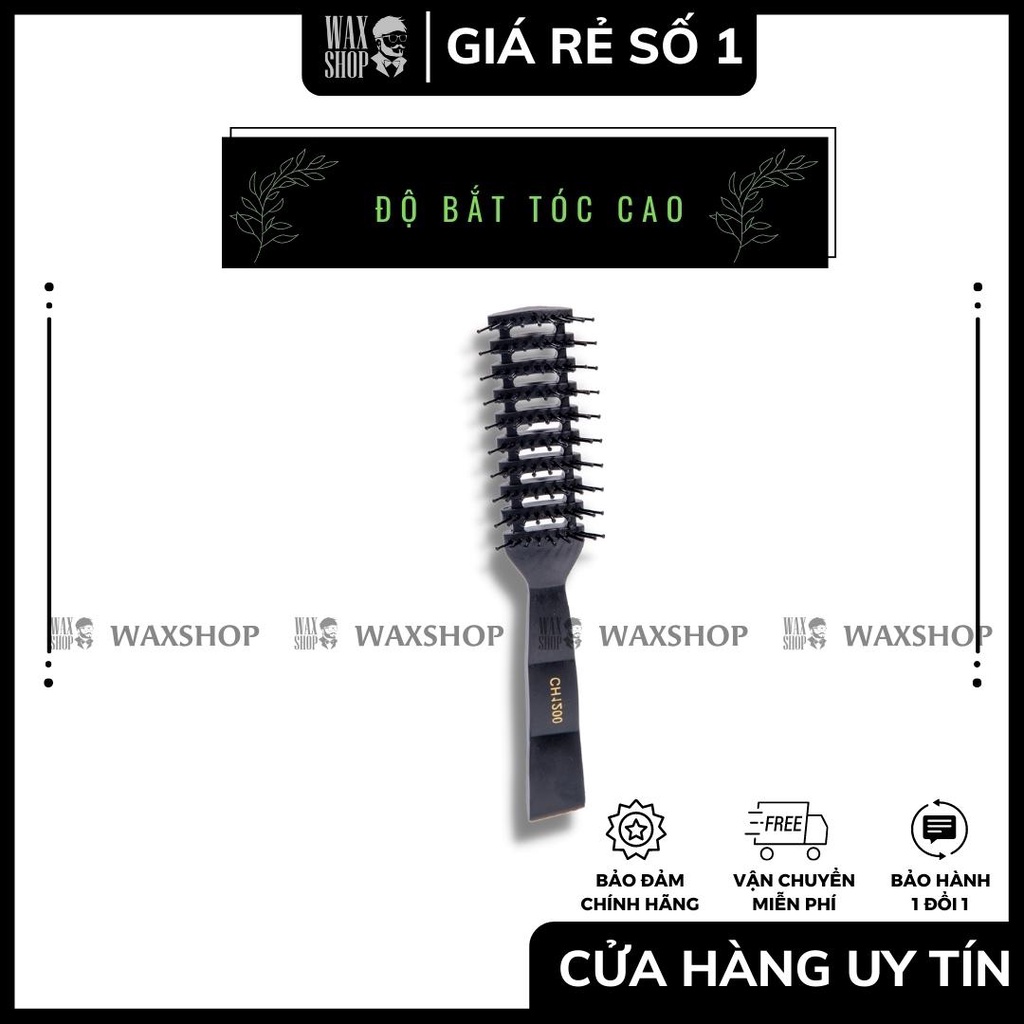 WAX
SHOP
GIÁ RẺ SỐ 1
ĐỘ BẮT TÓC CAO
WAX SHOP WAXSHOP WAX SHOP WAXSHOP WAX SHOP WAXSHOP WAX SHOP WAXSHOP
CH1200
FREE
BẢO ĐẢM
CHÍNH HÃNG
VẬN CHUYỂN
MIỄN PHÍ
BẢO HÀNH
1 ĐỔI 1
CỬA HÀNG UY TÍN